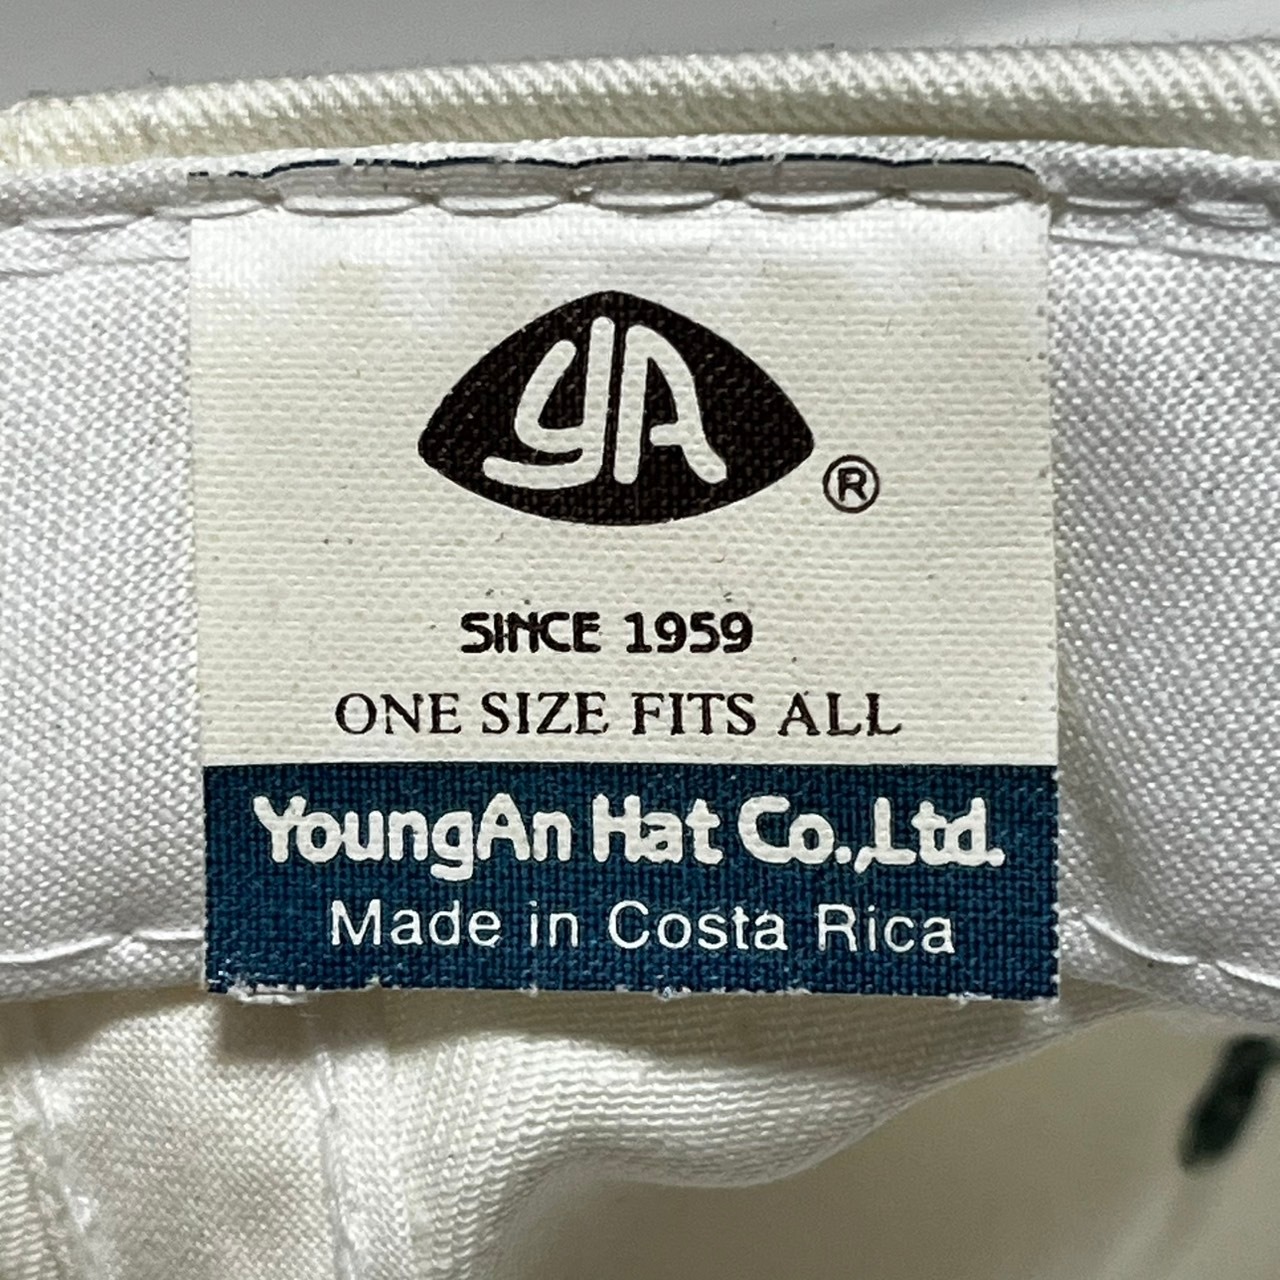 YA
®
SINCE 1959
ONE SIZE FITS ALL
YoungAn Hat Co.,Ltd.
Made in Costa Rica